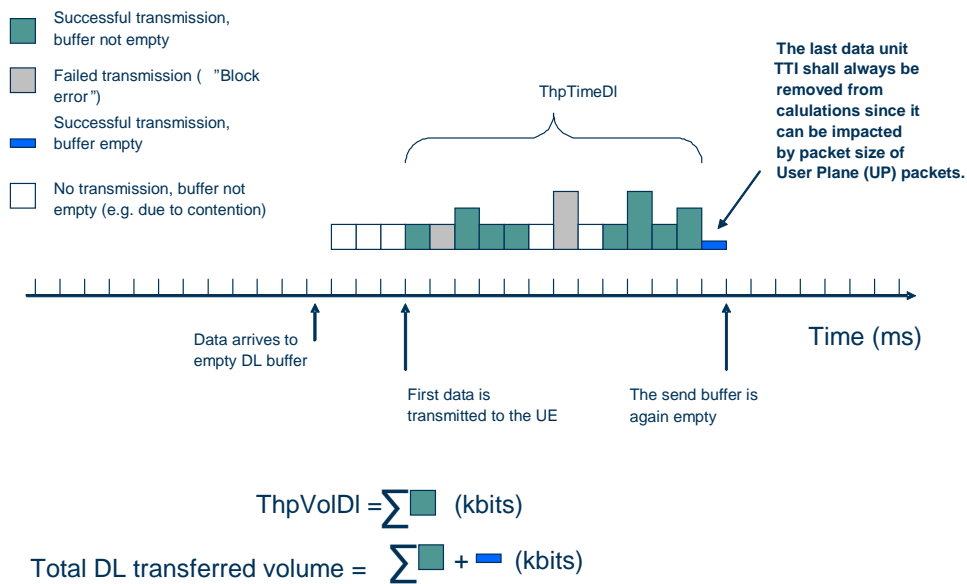 Successful transmission,
buffer not empty
Failed transmission ( "Block
error")
Successful transmission,
buffer empty
No transmission, buffer not
empty (e.g. due to contention)
ThpTimeDl
The last data unit
TTI shall always be
removed from
calulations since it
can be impacted
by packet size of
User Plane (UP) packets.
Data arrives to
empty DL buffer
First data is
transmitted to the UE
The send buffer is
again empty
Time (ms)
ThpVolDl = ∑ (kbits)
Total DL transferred volume = ∑ + (kbits)